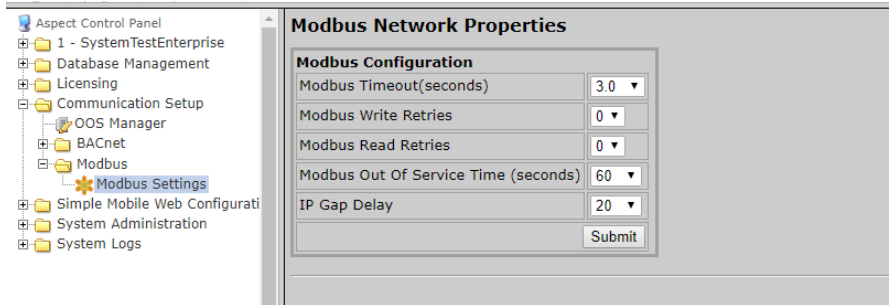 Aspect Control Panel
1 - SystemTestEnterprise
Database Management
Licensing
Communication Setup
OOS Manager
BACnet
Modbus
Modbus Settings
Simple Mobile Web Configurati
System Administration
System Logs
Modbus Network Properties
Modbus Configuration
Modbus Timeout(seconds) 3.0
Modbus Write Retries 0
Modbus Read Retries 0
Modbus Out Of Service Time (seconds) 60
IP Gap Delay 20
Submit